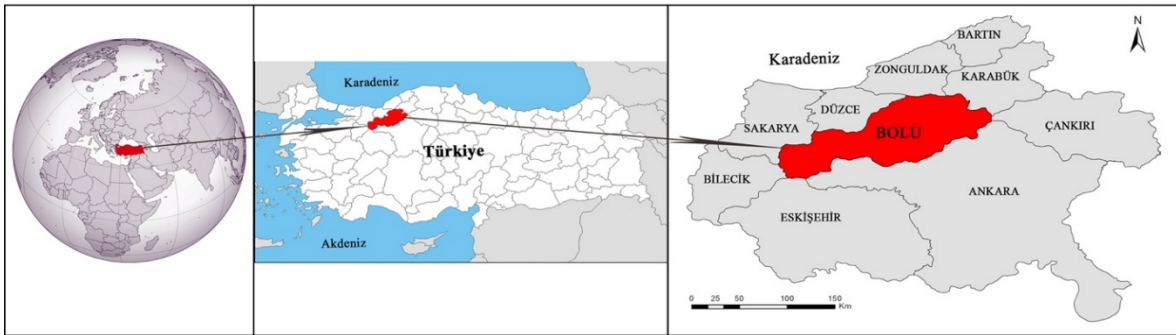 Karadeniz
Türkiye
Akdeniz
N
BARTIN
Karadeniz
ZONGULDAK
KARABÜK
DÜZCE
SAKARYA
BOLU
ÇANKIRI
BİLECİK
ANKARA
ESKİŞEHİR
0 25 50 100 150
Km